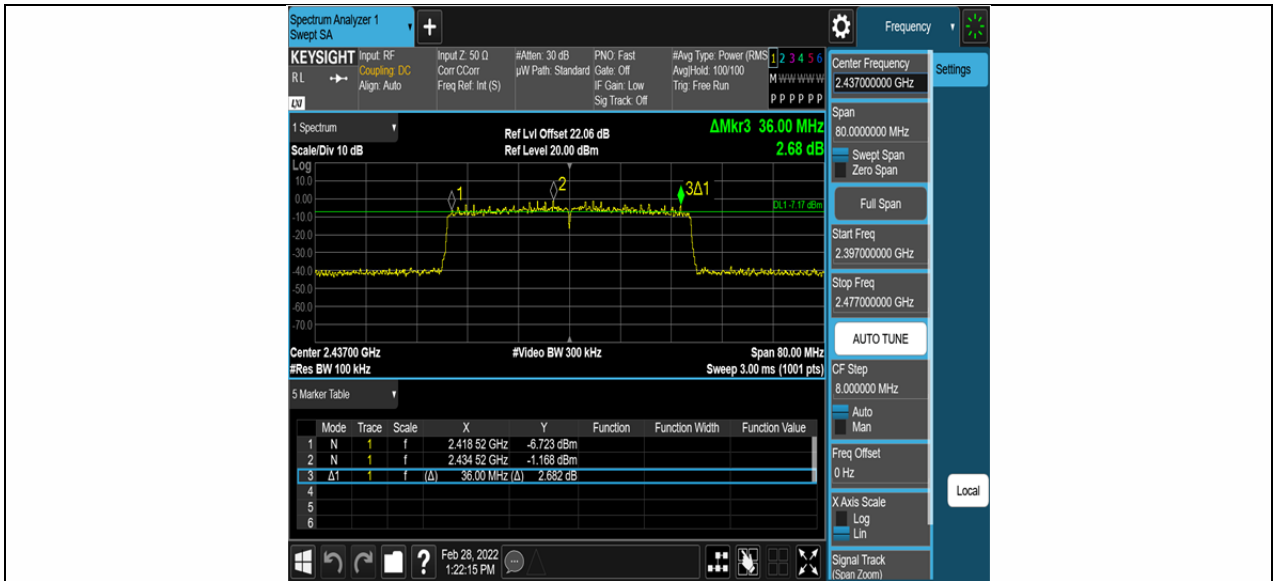 Spectrum Analyzer 1
Swept SA
+
Frequency
KEYSIGHT
RL
LXI
Input: RF
Coupling: DC
Align: Auto
Input Z: 50 Ω
Corr CCorr
Freq Ref: Int (S)
#Atten: 30 dB
µW Path: Standard
PNO: Fast
Gate: Off
IF Gain: Low
Sig Track: Off
#Avg Type: Power (RMS
Avg|Hold: 100/100
Trig: Free Run
1 2 3 4 5 6
M W W W W W
P P P P P P
1 Spectrum
Scale/Div 10 dB
Ref Lvl Offset 22.06 dB
Ref Level 20.00 dBm
ΔMkr3 36.00 MHz
2.68 dB
Log
10.0
0.00
-10.0
-20.0
-30.0
-40.0
-50.0
-60.0
-70.0
1
2
3Δ1
DL1 -7.17 dBm
Center 2.43700 GHz
#Video BW 300 kHz
Span 80.00 MHz
#Res BW 100 kHz
Sweep 3.00 ms (1001 pts)
5 Marker Table
Mode Trace Scale X Y Function Function Width Function Value
1 N 1 f 2.418 52 GHz -6.723 dBm
2 N 1 f 2.434 52 GHz -1.168 dBm
3 Δ1 1 f (Δ) 36.00 MHz (Δ) 2.682 dB
4
5
6
?
Feb 28, 2022
1:22:15 PM
Center Frequency
2.437000000 GHz
Span
80.0000000 MHz
Swept Span
Zero Span
Full Span
Start Freq
2.397000000 GHz
Stop Freq
2.477000000 GHz
AUTO TUNE
CF Step
8.000000 MHz
Auto
Man
Freq Offset
0 Hz
X Axis Scale
Log
Lin
Signal Track
(Span Zoom)
Settings
Local